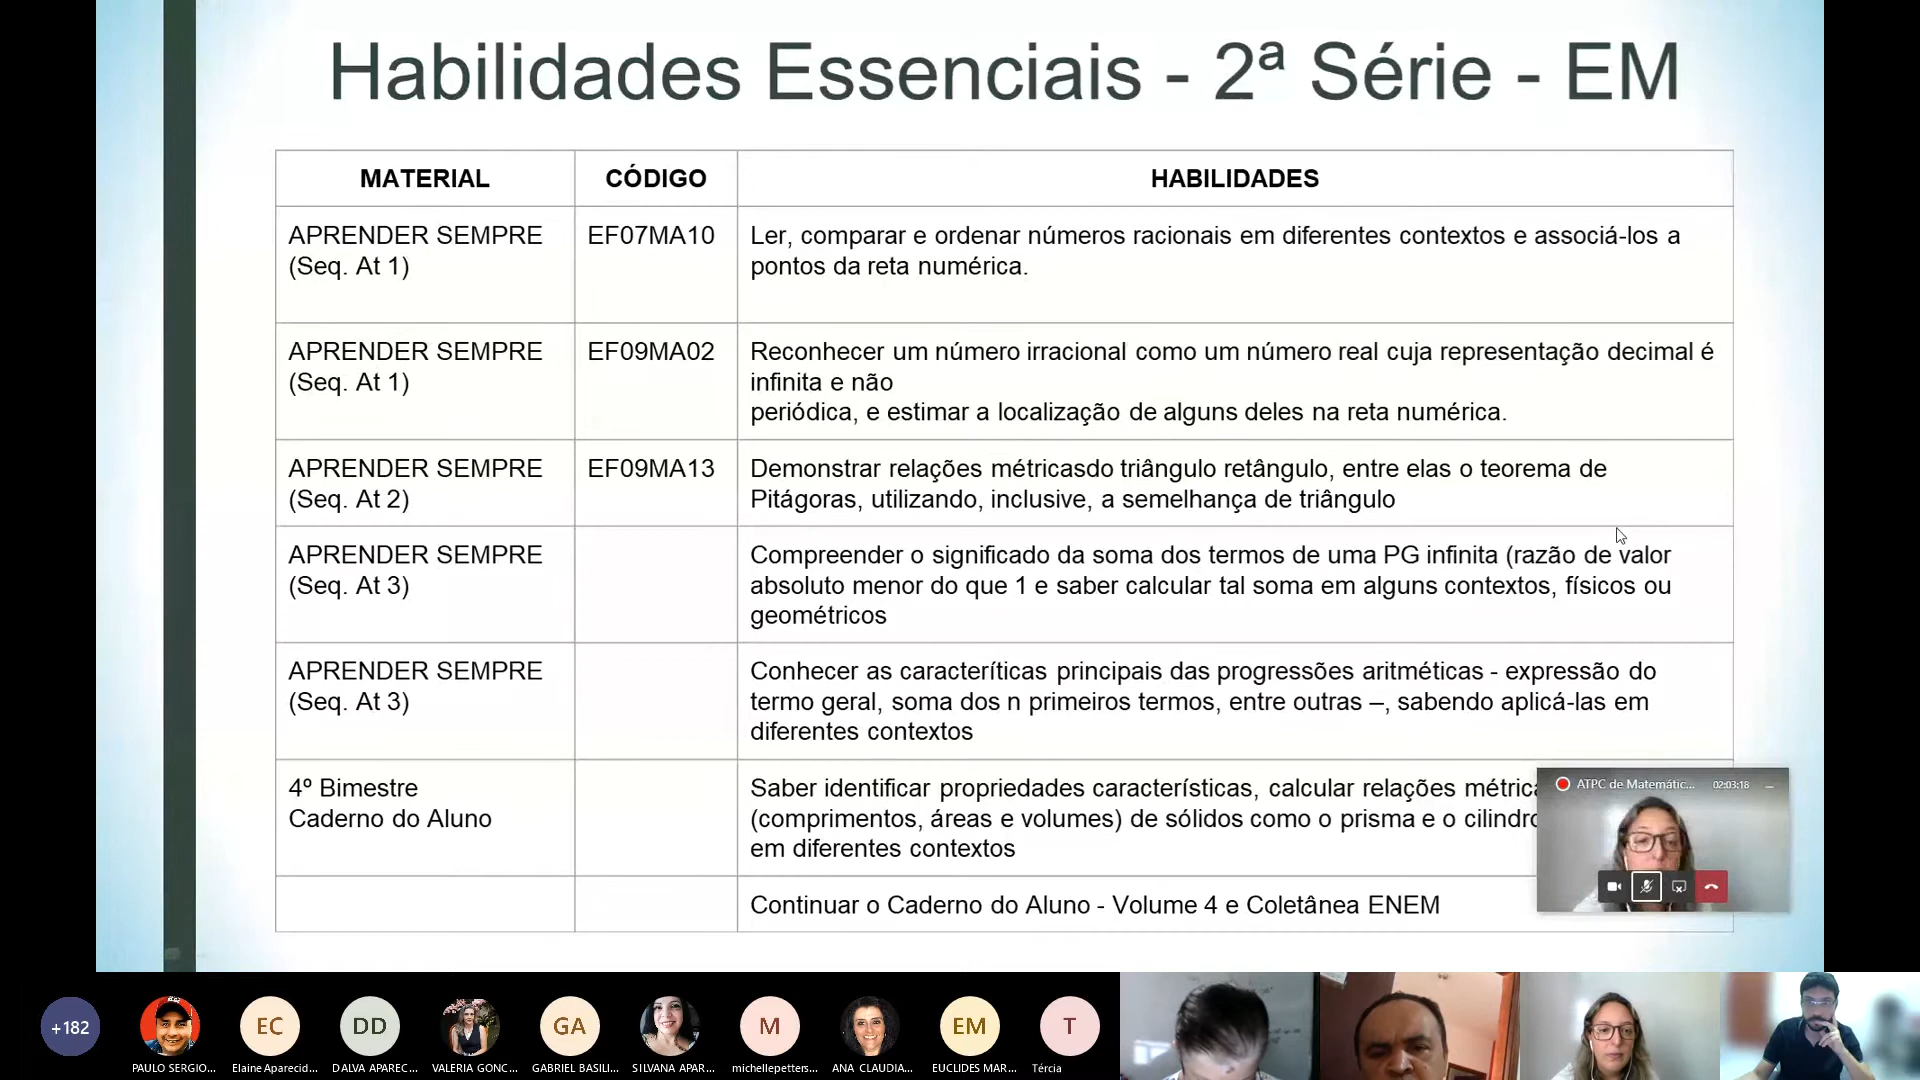 Habilidades Essenciais - 2ª Série - EM
MATERIAL
CÓDIGO
HABILIDADES
APRENDER SEMPRE
(Seq. At 1)
EF07MA10
Ler, comparar e ordenar números racionais em diferentes contextos e associá-los a
pontos da reta numérica.
APRENDER SEMPRE
(Seq. At 1)
EF09MA02
Reconhecer um número irracional como um número real cuja representação decimal é
infinita e não
periódica, e estimar a localização de alguns deles na reta numérica.
APRENDER SEMPRE
(Seq. At 2)
EF09MA13
Demonstrar relações métricasdo triângulo retângulo, entre elas o teorema de
Pitágoras, utilizando, inclusive, a semelhança de triângulo
APRENDER SEMPRE
(Seq. At 3)
Compreender o significado da soma dos termos de uma PG infinita (razão de valor
absoluto menor do que 1 e saber calcular tal soma em alguns contextos, físicos ou
geométricos
APRENDER SEMPRE
(Seq. At 3)
Conhecer as carateríticas principais das progressões aritméticas - expressão do
termo geral, soma dos n primeiros termos, entre outras –, sabendo aplicá-las em
diferentes contextos
4º Bimestre
Caderno do Aluno
Saber identificar propriedades características, calcular relações métrica
(comprimentos, áreas e volumes) de sólidos como o prisma e o cilindro
em diferentes contextos
Continuar o Caderno do Aluno - Volume 4 e Coletânea ENEM
ATPC de Matemátic...
02:03:18
+182
EC
DD
GA
M
EM
T
PAULO SERGIO...
Elaine Aparecid...
DALVA APAREC...
VALERIA GONC...
GABRIEL BASILI...
SILVANA APAR...
michellepetters...
ANA CLAUDIA...
EUCLIDES MAR...
Tércia